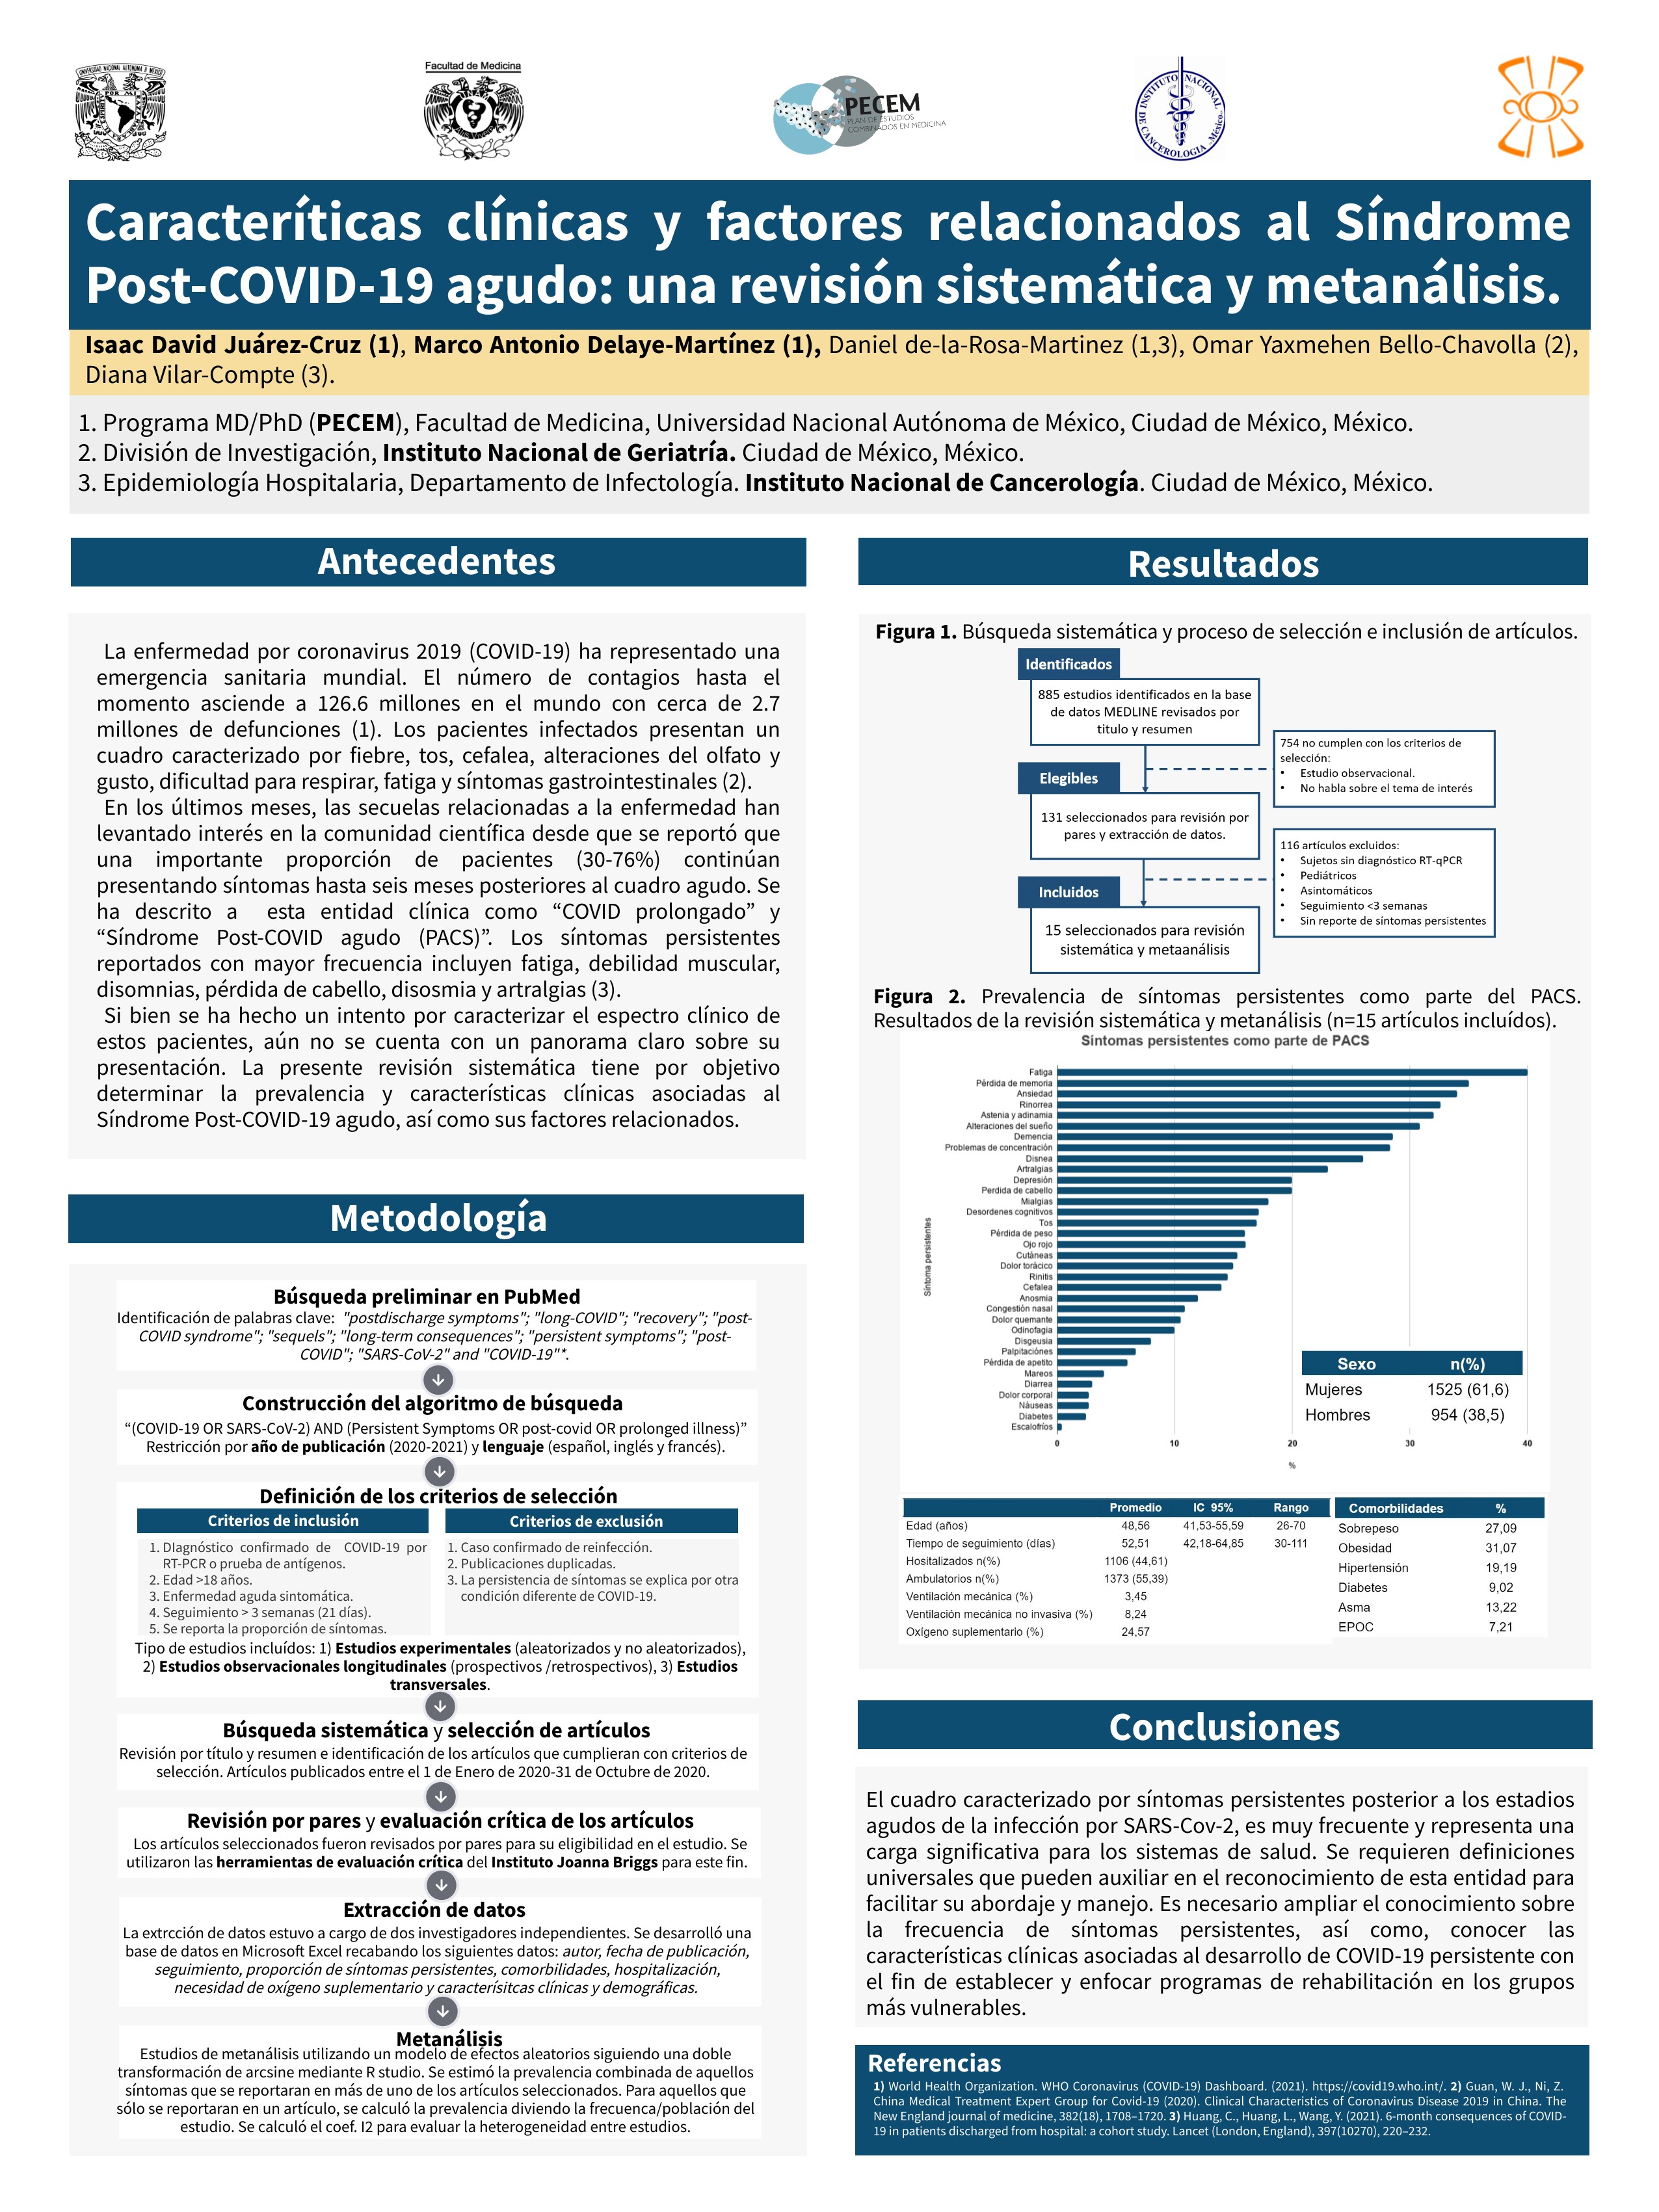 UNIVERSIDAD NACIONAL AUTÓNOMA DE MÉXICO
Facultad de Medicina
PECEM
PLAN DE ESTUDIOS
COMBINADOS EN MEDICINA
INSTITUTO NACIONAL DE CANCEROLOGIA -México-
Caracteríticas clínicas y factores relacionados al Síndrome
Post-COVID-19 agudo: una revisión sistemática y metanálisis.
Isaac David Juárez-Cruz (1), Marco Antonio Delaye-Martínez (1), Daniel de-la-Rosa-Martinez (1,3), Omar Yaxmehen Bello-Chavolla (2),
Diana Vilar-Compte (3).
1. Programa MD/PhD (PECEM), Facultad de Medicina, Universidad Nacional Autónoma de México, Ciudad de México, México.
2. División de Investigación, Instituto Nacional de Geriatría. Ciudad de México, México.
3. Epidemiología Hospitalaria, Departamento de Infectología. Instituto Nacional de Cancerología. Ciudad de México, México.
Antecedentes
La enfermedad por coronavirus 2019 (COVID-19) ha representado una
emergencia sanitaria mundial. El número de contagios hasta el
momento asciende a 126.6 millones en el mundo con cerca de 2.7
millones de defunciones (1). Los pacientes infectados presentan un
cuadro caracterizado por fiebre, tos, cefalea, alteraciones del olfato y
gusto, dificultad para respirar, fatiga y síntomas gastrointestinales (2).
En los últimos meses, las secuelas relacionadas a la enfermedad han
levantado interés en la comunidad científica desde que se reportó que
una importante proporción de pacientes (30-76%) continúan
presentando síntomas hasta seis meses posteriores al cuadro agudo. Se
ha descrito a esta entidad clínica como “COVID prolongado” y
“Síndrome Post-COVID agudo (PACS)”. Los síntomas persistentes
reportados con mayor frecuencia incluyen fatiga, debilidad muscular,
disomnias, pérdida de cabello, disosmia y artralgias (3).
Si bien se ha hecho un intento por caracterizar el espectro clínico de
estos pacientes, aún no se cuenta con un panorama claro sobre su
presentación. La presente revisión sistemática tiene por objetivo
determinar la prevalencia y características clínicas asociadas al
Síndrome Post-COVID-19 agudo, así como sus factores relacionados.
Metodología
Búsqueda preliminar en PubMed
Identificación de palabras clave: "postdischarge symptoms"; "long-COVID"; "recovery"; "post-
COVID syndrome"; "sequels"; "long-term consequences"; "persistent symptoms"; "post-
COVID"; "SARS-CoV-2" and "COVID-19"*.
Construcción del algoritmo de búsqueda
“(COVID-19 OR SARS-CoV-2) AND (Persistent Symptoms OR post-covid OR prolonged illness)”
Restricción por año de publicación (2020-2021) y lenguaje (español, inglés y francés).
Definición de los criterios de selección
Criterios de inclusión
1. DIagnóstico confirmado de COVID-19 por
RT-PCR o prueba de antígenos.
2. Edad >18 años.
3. Enfermedad aguda sintomática.
4. Seguimiento > 3 semanas (21 días).
5. Se reporta la proporción de síntomas.
Criterios de exclusión
1. Caso confirmado de reinfección.
2. Publicaciones duplicadas.
3. La persistencia de síntomas se explica por otra
condición diferente de COVID-19.
Tipo de estudios incluídos: 1) Estudios experimentales (aleatorizados y no aleatorizados),
2) Estudios observacionales longitudinales (prospectivos /retrospectivos), 3) Estudios
transversales.
Búsqueda sistemática y selección de artículos
Revisión por título y resumen e identificación de los artículos que cumplieran con criterios de
selección. Artículos publicados entre el 1 de Enero de 2020-31 de Octubre de 2020.
Revisión por pares y evaluación crítica de los artículos
Los artículos seleccionados fueron revisados por pares para su eligibilidad en el estudio. Se
utilizaron las herramientas de evaluación crítica del Instituto Joanna Briggs para este fin.
Extracción de datos
La extrcción de datos estuvo a cargo de dos investigadores independientes. Se desarrolló una
base de datos en Microsoft Excel recabando los siguientes datos: autor, fecha de publicación,
seguimiento, proporción de síntomas persistentes, comorbilidades, hospitalización,
necesidad de oxígeno suplementario y caracterísitcas clínicas y demográficas.
Metanálisis
Estudios de metanálisis utilizando un modelo de efectos aleatorios siguiendo una doble
transformación de arcsine mediante R studio. Se estimó la prevalencia combinada de aquellos
síntomas que se reportaran en más de uno de los artículos seleccionados. Para aquellos que
sólo se reportaran en un artículo, se calculó la prevalencia diviendo la frecuenca/población del
estudio. Se calculó el coef. I2 para evaluar la heterogeneidad entre estudios.
Resultados
Figura 1. Búsqueda sistemática y proceso de selección e inclusión de artículos.
Identificados
885 estudios identificados en la base
de datos MEDLINE revisados por
titulo y resumen
754 no cumplen con los criterios de
selección:
• Estudio observacional.
• No habla sobre el tema de interés
Elegibles
131 seleccionados para revisión por
pares y extracción de datos.
116 artículos excluidos:
• Sujetos sin diagnóstico RT-qPCR
• Pediátricos
• Asintomáticos
• Seguimiento <3 semanas
• Sin reporte de síntomas persistentes
Incluidos
15 seleccionados para revisión
sistemática y metaanálisis
Figura 2. Prevalencia de síntomas persistentes como parte del PACS.
Resultados de la revisión sistemática y metanálisis (n=15 artículos incluídos).
Síntomas persistentes como parte de PACS
Síntoma persistentes
Fatiga
Pérdida de memoria
Ansiedad
Rinorrea
Astenia y adinamia
Alteraciones del sueño
Demencia
Problemas de concentración
Disnea
Artralgias
Depresión
Perdida de cabello
Mialgias
Desordenes cognitivos
Tos
Pérdida de peso
Ojo rojo
Cutáneas
Dolor torácico
Rinitis
Cefalea
Anosmia
Congestión nasal
Dolor quemante
Odinofagia
Disgeusia
Palpitaciónes
Pérdida de apetito
Mareos
Diarrea
Dolor corporal
Náuseas
Diabetes
Escalofríos
0 10 20 30 40
%
Sexo n(%)
Mujeres 1525 (61,6)
Hombres 954 (38,5)
Promedio IC 95% Rango
Edad (años) 48,56 41,53-55,59 26-70
Tiempo de seguimiento (días) 52,51 42,18-64,85 30-111
Hospitalizados n(%) 1106 (44,61)
Ambulatorios n(%) 1373 (55,39)
Ventilación mecánica (%) 3,45
Ventilación mecánica no invasiva (%) 8,24
Oxígeno suplementario (%) 24,57
Comorbilidades %
Sobrepeso 27,09
Obesidad 31,07
Hipertensión 19,19
Diabetes 9,02
Asma 13,22
EPOC 7,21
Conclusiones
El cuadro caracterizado por síntomas persistentes posterior a los estadios
agudos de la infección por SARS-Cov-2, es muy frecuente y representa una
carga significativa para los sistemas de salud. Se requieren definiciones
universales que pueden auxiliar en el reconocimiento de esta entidad para
facilitar su abordaje y manejo. Es necesario ampliar el conocimiento sobre
la frecuencia de síntomas persistentes, así como, conocer las
características clínicas asociadas al desarrollo de COVID-19 persistente con
el fin de establecer y enfocar programas de rehabilitación en los grupos
más vulnerables.
Referencias
1) World Health Organization. WHO Coronavirus (COVID-19) Dashboard. (2021). https://covid19.who.int/. 2) Guan, W. J., Ni, Z.
China Medical Treatment Expert Group for Covid-19 (2020). Clinical Characteristics of Coronavirus Disease 2019 in China. The
New England journal of medicine, 382(18), 1708–1720. 3) Huang, C., Huang, L., Wang, Y. (2021). 6-month consequences of COVID-
19 in patients discharged from hospital: a cohort study. Lancet (London, England), 397(10270), 220–232.